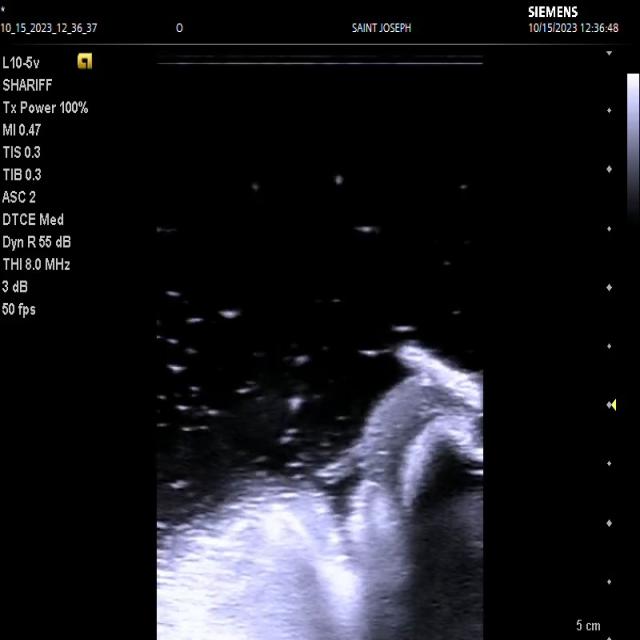 SIEMENS
10_15_2023_12_36_37 O SAINT JOSEPH 10/15/2023 12:36:48
L10-5v
SHARIFF
Tx Power 100%
MI 0.47
TIS 0.3
TIB 0.3
ASC 2
DTCE Med
Dyn R 55 dB
THI 8.0 MHz
3 dB
50 fps
5 cm